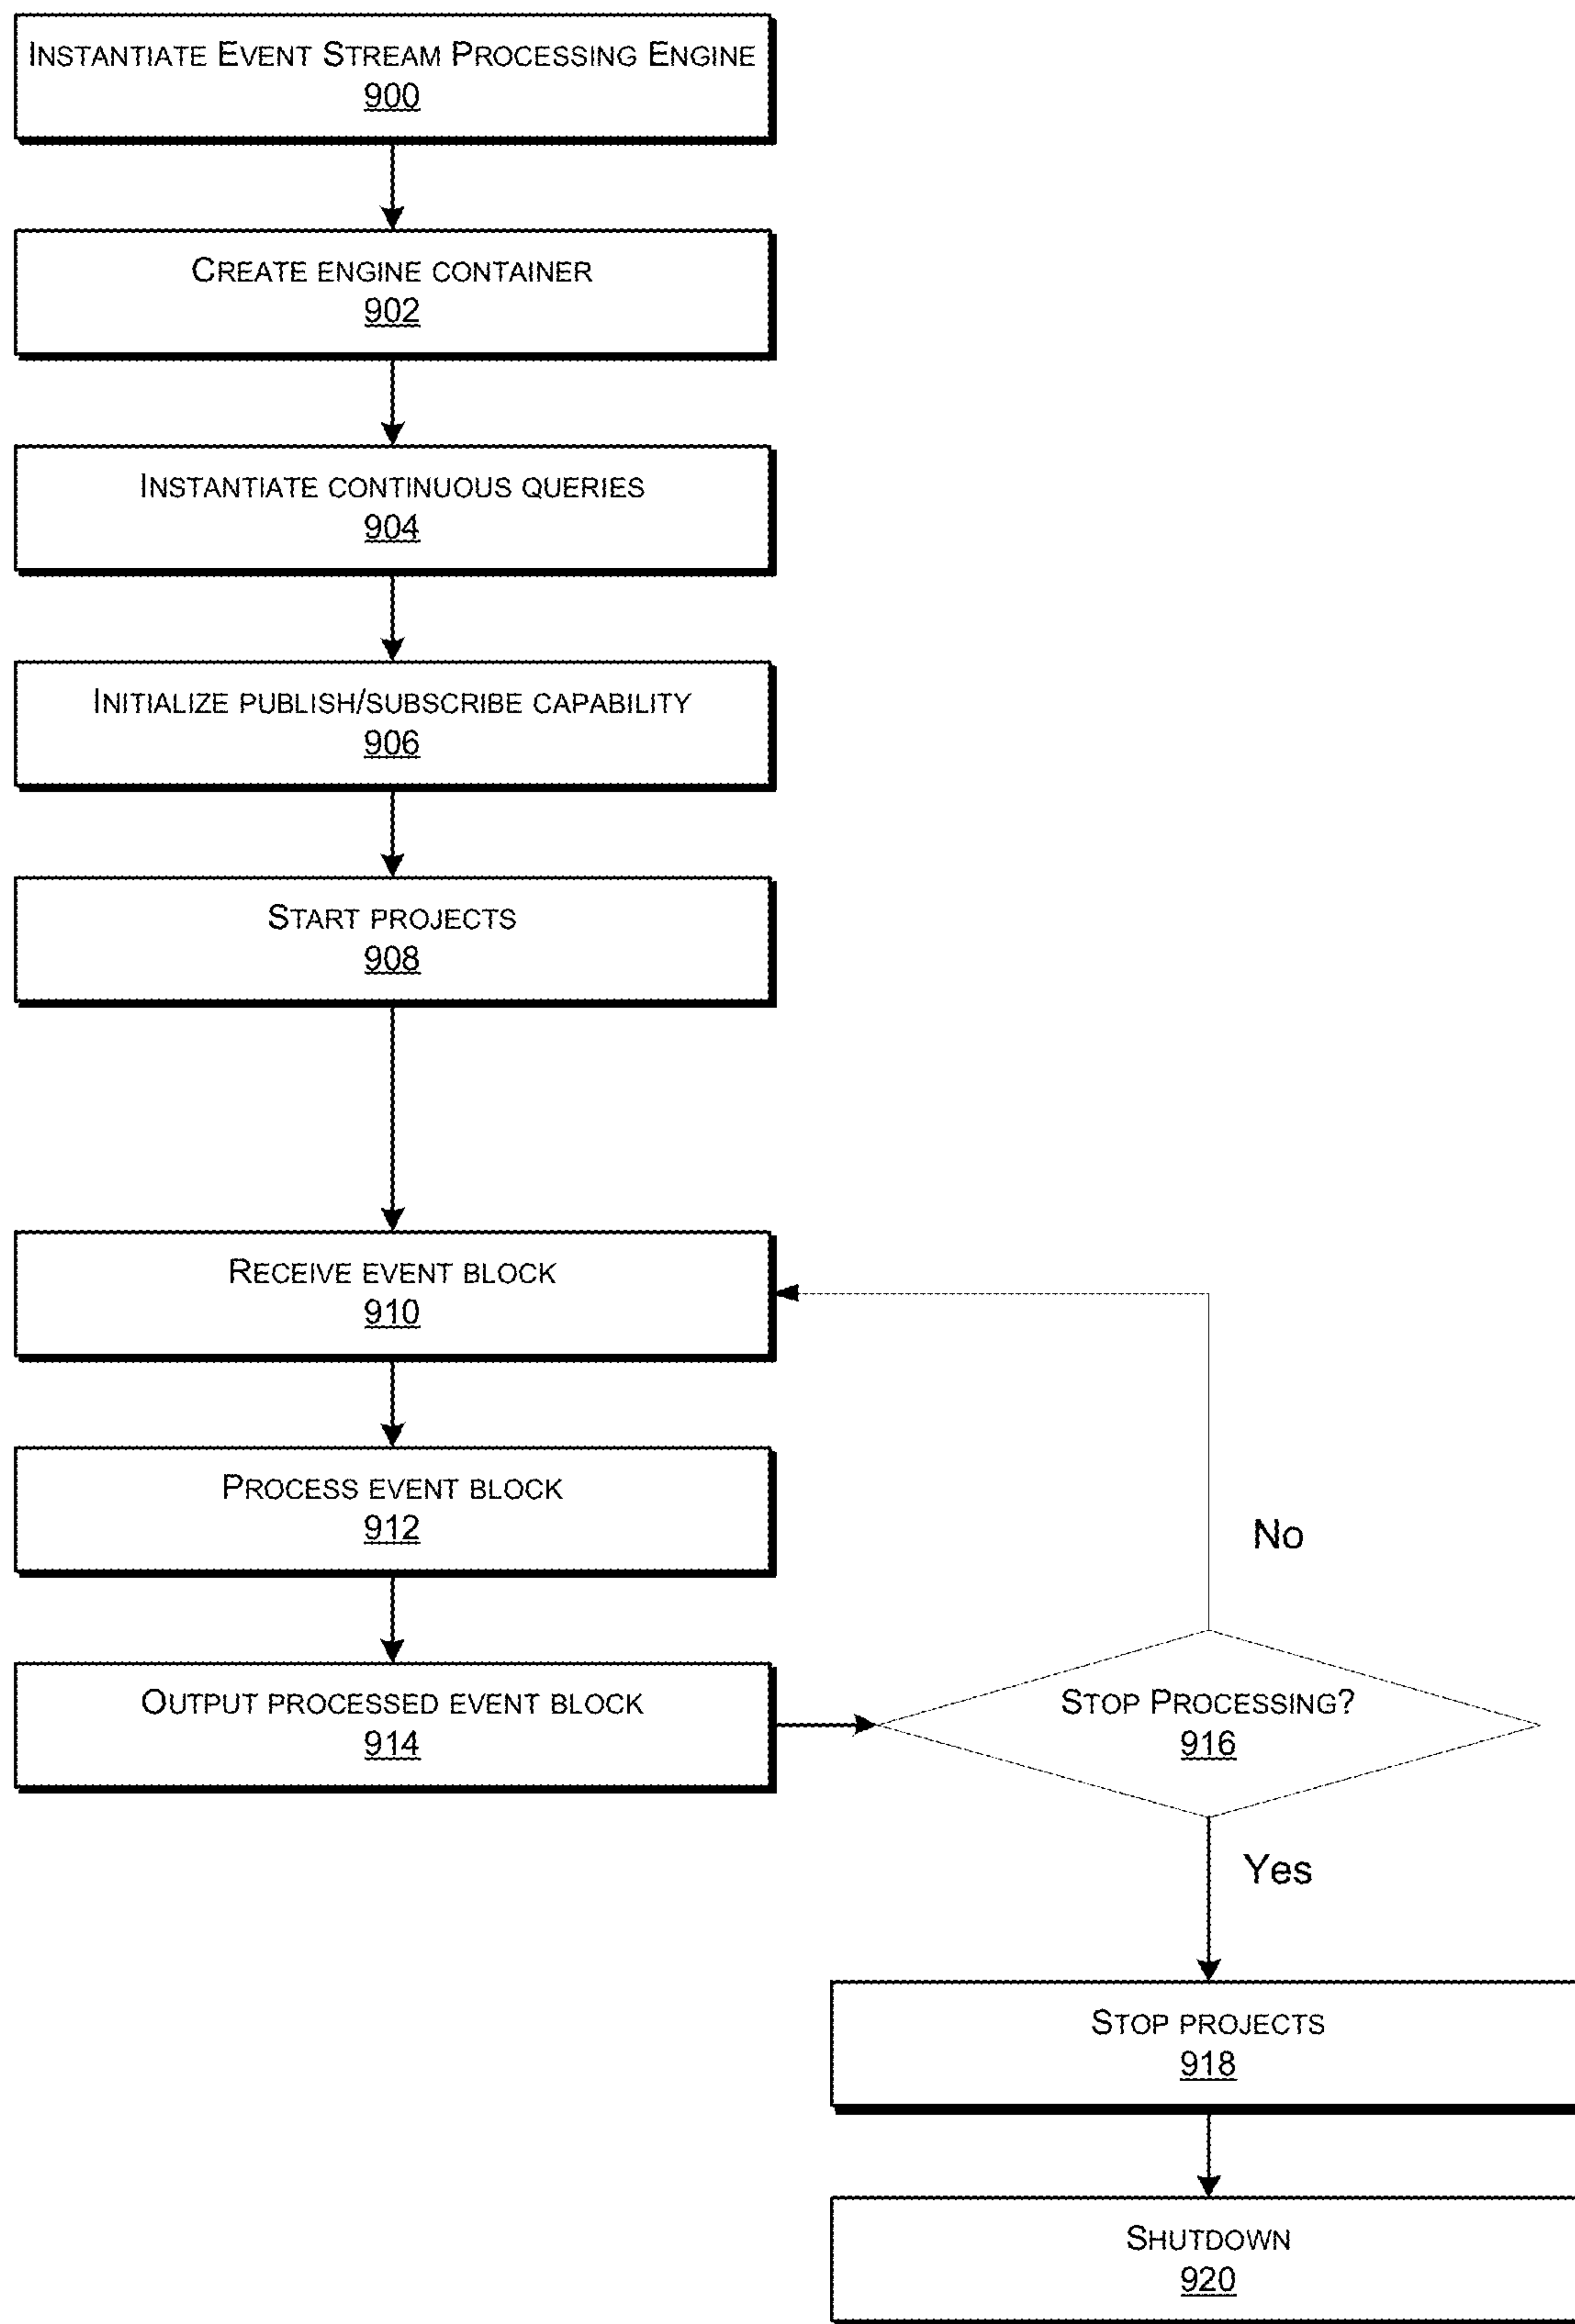 INSTANTIATE EVENT STREAM PROCESSING ENGINE
900
CREATE ENGINE CONTAINER
902
INSTANTIATE CONTINUOUS QUERIES
904
INITIALIZE PUBLISH/SUBSCRIBE CAPABILITY
906
START PROJECTS
908
RECEIVE EVENT BLOCK
910
PROCESS EVENT BLOCK
912
No
OUTPUT PROCESSED EVENT BLOCK
914
STOP PROCESSING?
916
Yes
STOP PROJECTS
918
SHUTDOWN
920